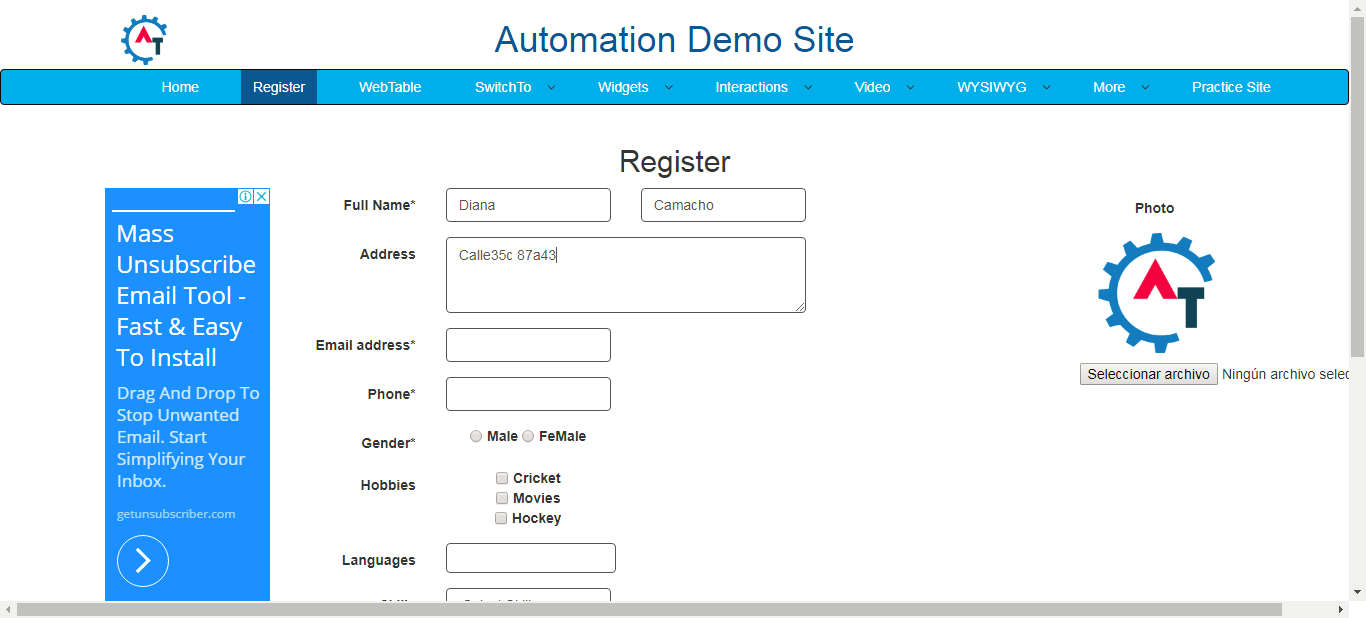 Automation Demo Site
Home Register WebTable SwitchTo Widgets Interactions Video WYSIWYG More Practice Site
Register
Mass
Unsubscribe
Email Tool -
Fast & Easy
To Install
Drag And Drop To
Stop Unwanted
Email. Start
Simplifying Your
Inbox.
getunsubscriber.com
Full Name* Diana Camacho
Address Calle35c 87a43
Email address*
Phone*
Gender* Male FeMale
Hobbies Cricket
Movies
Hockey
Languages
Photo
AT
Seleccionar archivo Ningún archivo selec